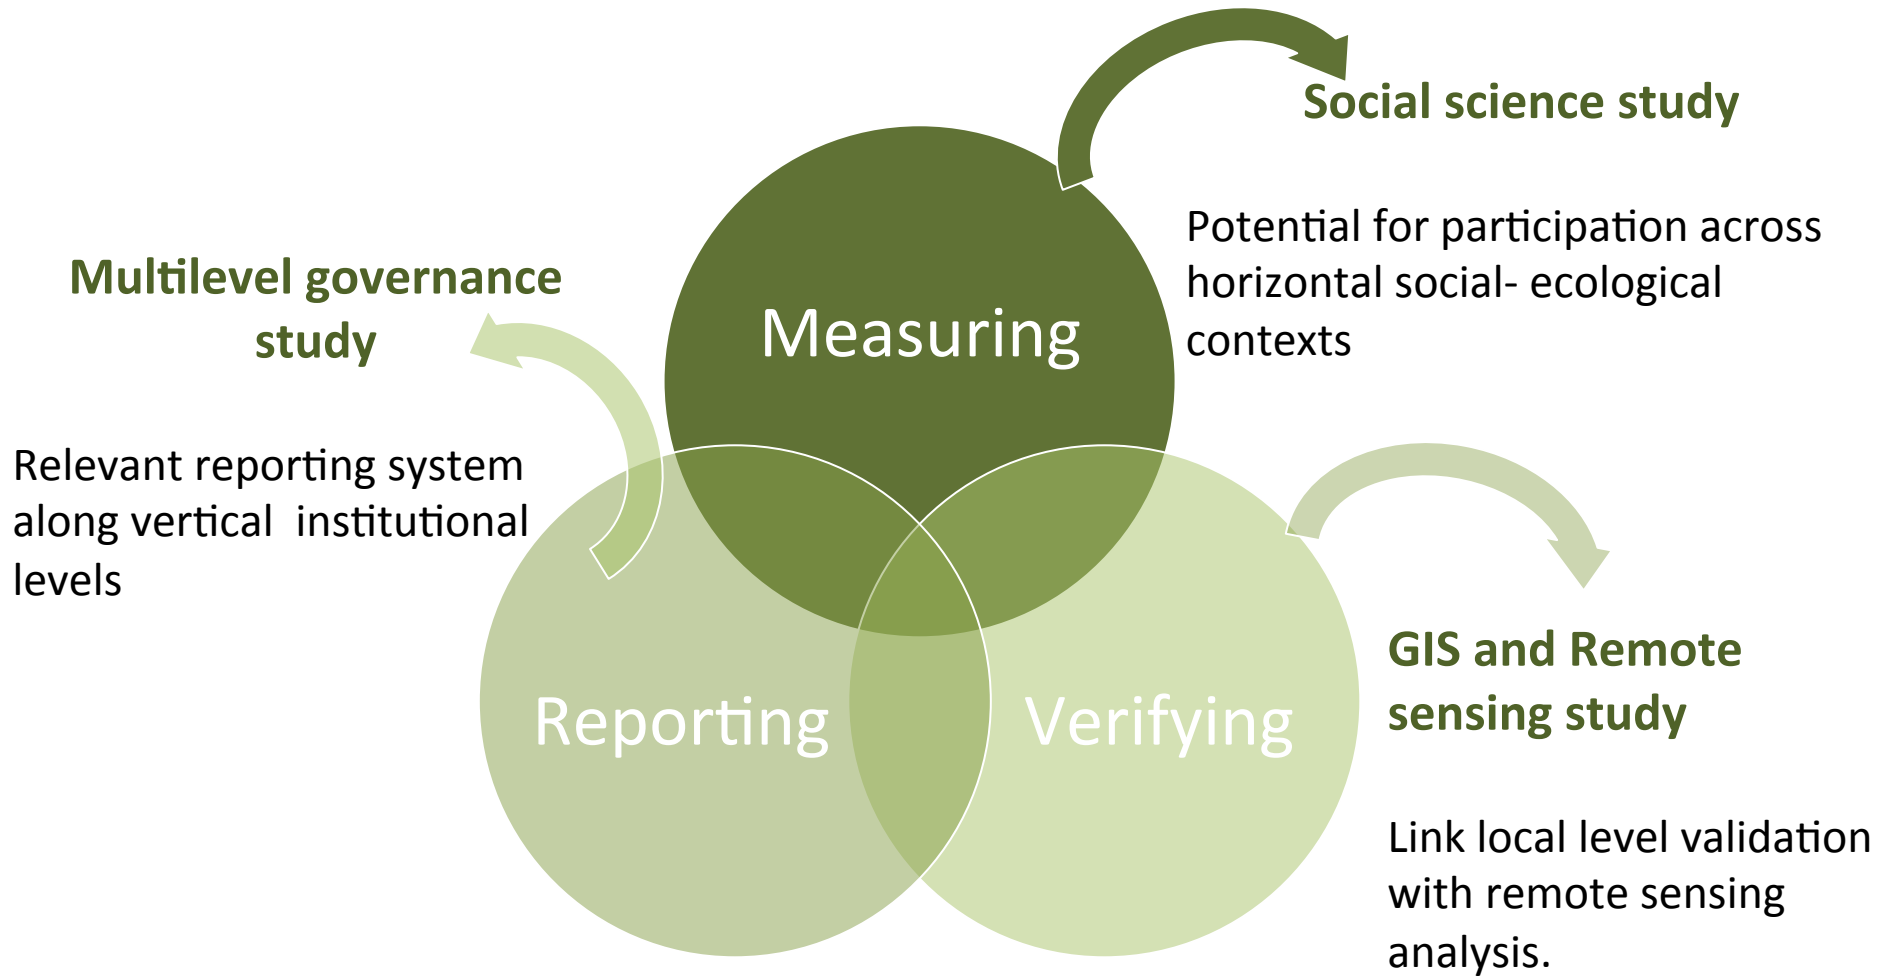 Social science study
Potential for participation across
horizontal social- ecological
contexts
Multilevel governance
study
Relevant reporting system
along vertical  institutional
levels
Measuring
Reporting
Verifying
GIS and Remote
sensing study
Link local level validation
with remote sensing
analysis.